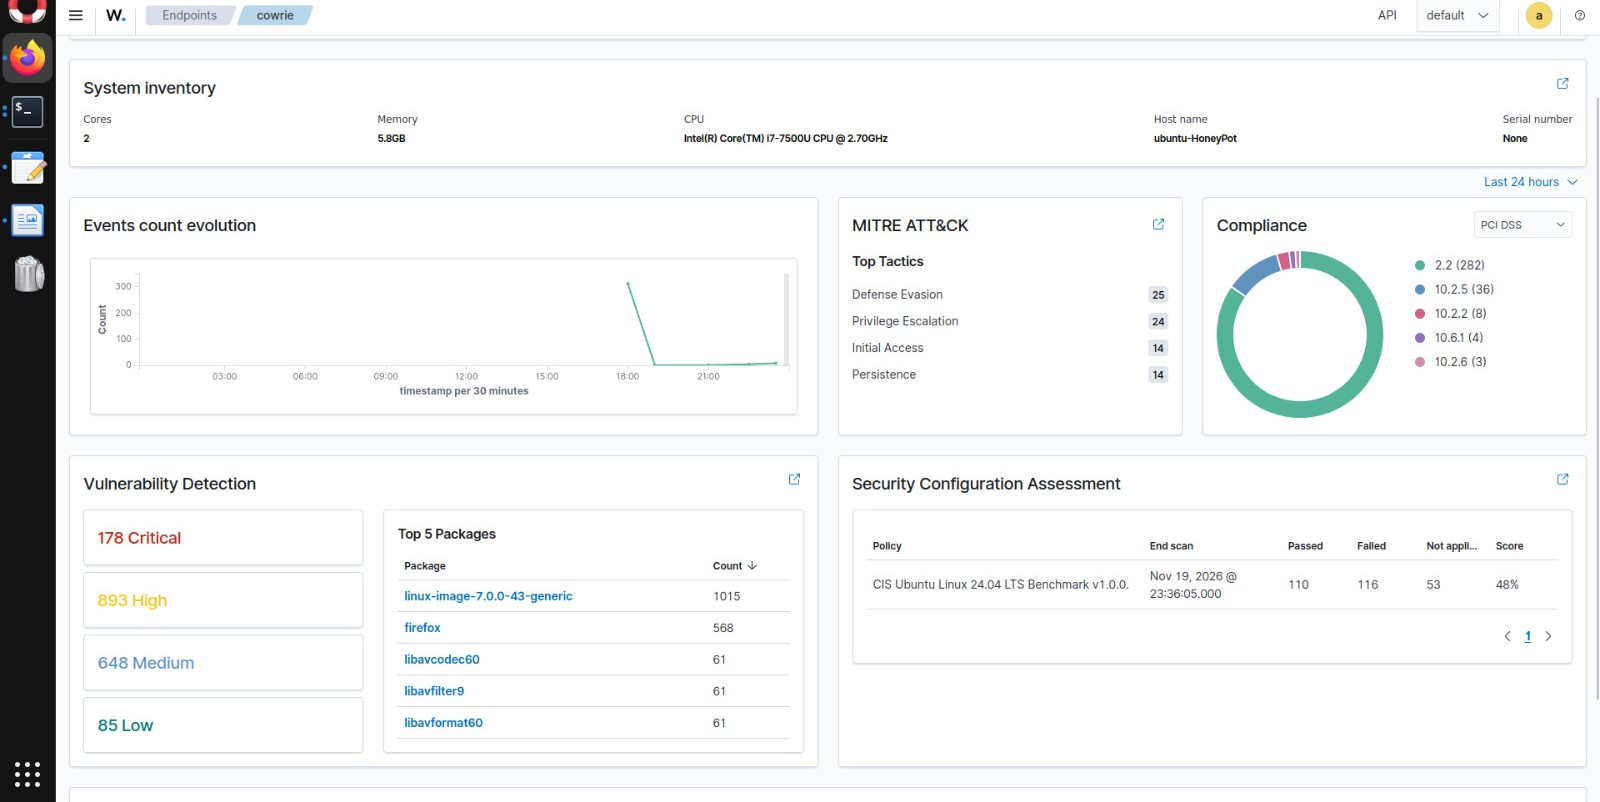 W.
Endpoints
cowrie
API
default
a
System inventory
Cores
Memory
CPU
Host name
Serial number
2
5.8GB
Intel(R) Core(TM) i7-7500U CPU @ 2.70GHz
ubuntu-HoneyPot
None
Last 24 hours
Events count evolution
Count
300
200
100
0
03:00
06:00
09:00
12:00
15:00
18:00
21:00
timestamp per 30 minutes
MITRE ATT&CK
Top Tactics
Defense Evasion 25
Privilege Escalation 24
Initial Access 14
Persistence 14
Compliance
PCI DSS
2.2 (282)
10.2.5 (36)
10.2.2 (8)
10.6.1 (4)
10.2.6 (3)
Vulnerability Detection
178 Critical
893 High
648 Medium
85 Low
Top 5 Packages
Package Count
linux-image-7.0.0-43-generic 1015
firefox 568
libavcodec60 61
libavfilter9 61
libavformat60 61
Security Configuration Assessment
Policy End scan Passed Failed Not appli... Score
CIS Ubuntu Linux 24.04 LTS Benchmark v1.0.0. Nov 19, 2026 @ 23:36:05.000 110 116 53 48%
1